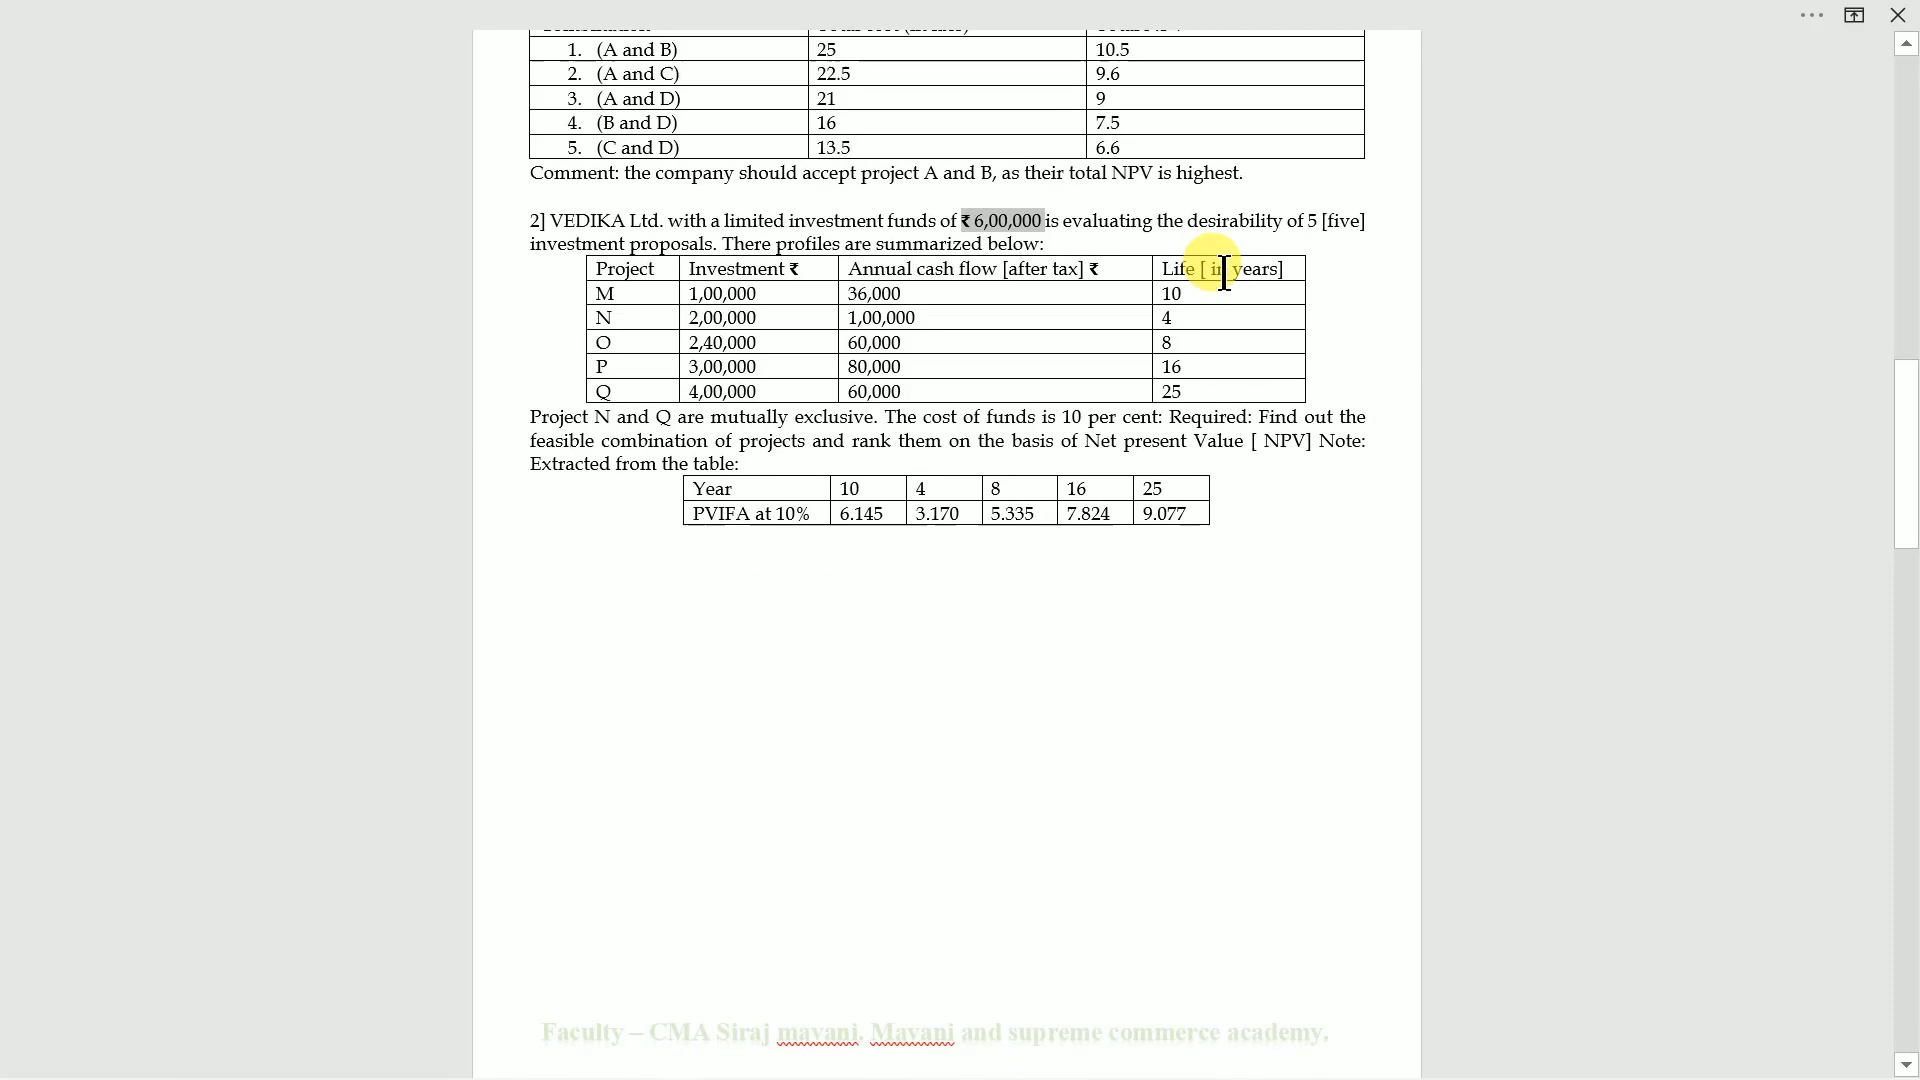 1. (A and B) 25 10.5
2. (A and C) 22.5 9.6
3. (A and D) 21 9
4. (B and D) 16 7.5
5. (C and D) 13.5 6.6
Comment: the company should accept project A and B, as their total NPV is highest.
2] VEDIKA Ltd. with a limited investment funds of ₹ 6,00,000 is evaluating the desirability of 5 [five]
investment proposals. There profiles are summarized below:
Project Investment ₹ Annual cash flow [after tax] ₹ Life [ in years]
M 1,00,000 36,000 10
N 2,00,000 1,00,000 4
O 2,40,000 60,000 8
P 3,00,000 80,000 16
Q 4,00,000 60,000 25
Project N and Q are mutually exclusive. The cost of funds is 10 per cent: Required: Find out the
feasible combination of projects and rank them on the basis of Net present Value [ NPV] Note:
Extracted from the table:
Year 10 4 8 16 25
PVIFA at 10% 6.145 3.170 5.335 7.824 9.077
Faculty – CMA Siraj mavani. Mavani and supreme commerce academy.